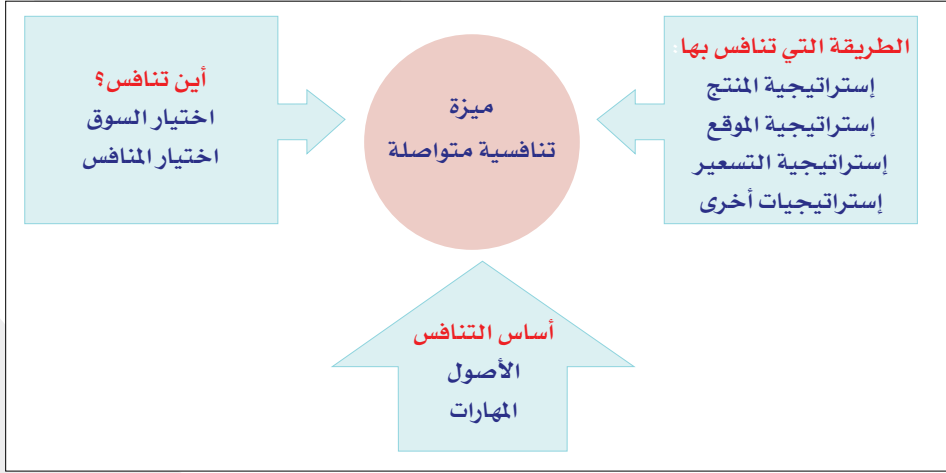 الطريقة التي تنافس بها:
إستراتيجية المنتج
إستراتيجية الموقع
إستراتيجية التسعير
إستراتيجيات أخرى
ميزة
تنافسية متواصلة
أين تنافس؟
اختيار السوق
اختيار المنافس
أساس التنافس
الأصول
المهارات